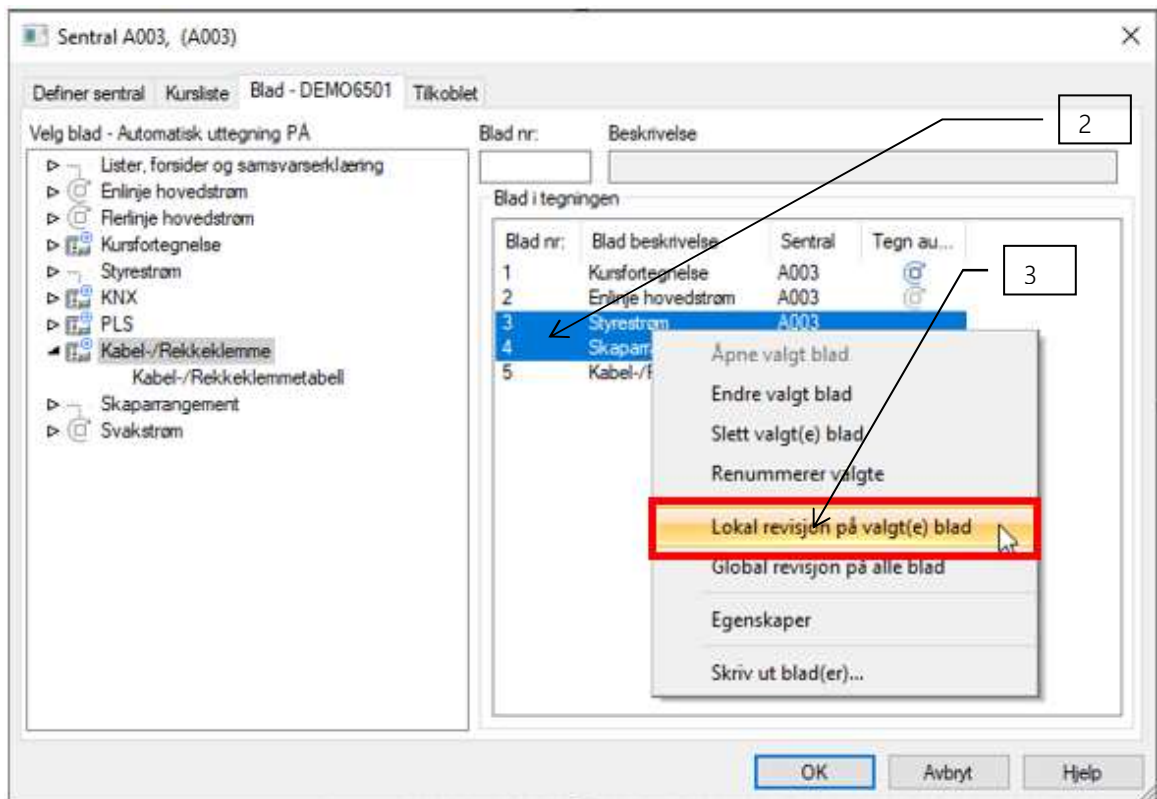 Sentral A003, (A003)
Definer sentral Kursliste Blad - DEMO6501 Tilkoblet
2
Velg blad - Automatisk uttegning PÅ
Blad nr: Beskrivelse
Lister, forsider og samsvarserklæring
Enlinje hovedstrøm
Flerlinje hovedstrøm
Kursfortegnelse
Styrestrøm
KNX
PLS
Kabel-/Rekkeklemme
Kabel-/Rekkeklemmetabell
Skaparrangement
Svakstrøm
Blad i tegningen
Blad nr: Blad beskrivelse Sentral Tegn au...
3
1 Kursfortegnelse A003
2 Enlinje hovedstrøm A003
3 Styrestrøm A003
4 Skaparr
5 Kabel-/R
Åpne valgt blad
Endre valgt blad
Slett valgt(e) blad
Renummerer valgte
Lokal revisjon på valgt(e) blad
Global revisjon på alle blad
Egenskaper
Skriv ut blad(er)...
OK Avbryt Hjelp